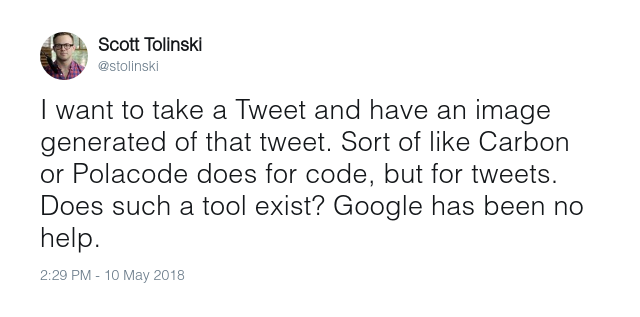 Scott Tolinski
@stolinski
I want to take a Tweet and have an image
generated of that tweet. Sort of like Carbon
or Polacode does for code, but for tweets.
Does such a tool exist? Google has been no
help.
2:29 PM - 10 May 2018